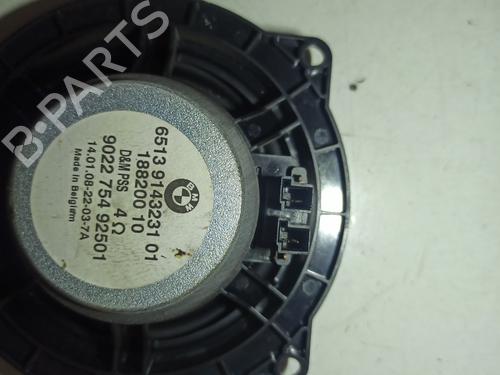 B-PARTS
6513 9143231 01
18820010
D&M PSS 4 Ω
9022 754 92501
14.01.08-22-03-7A
Made in Belgium
BMW